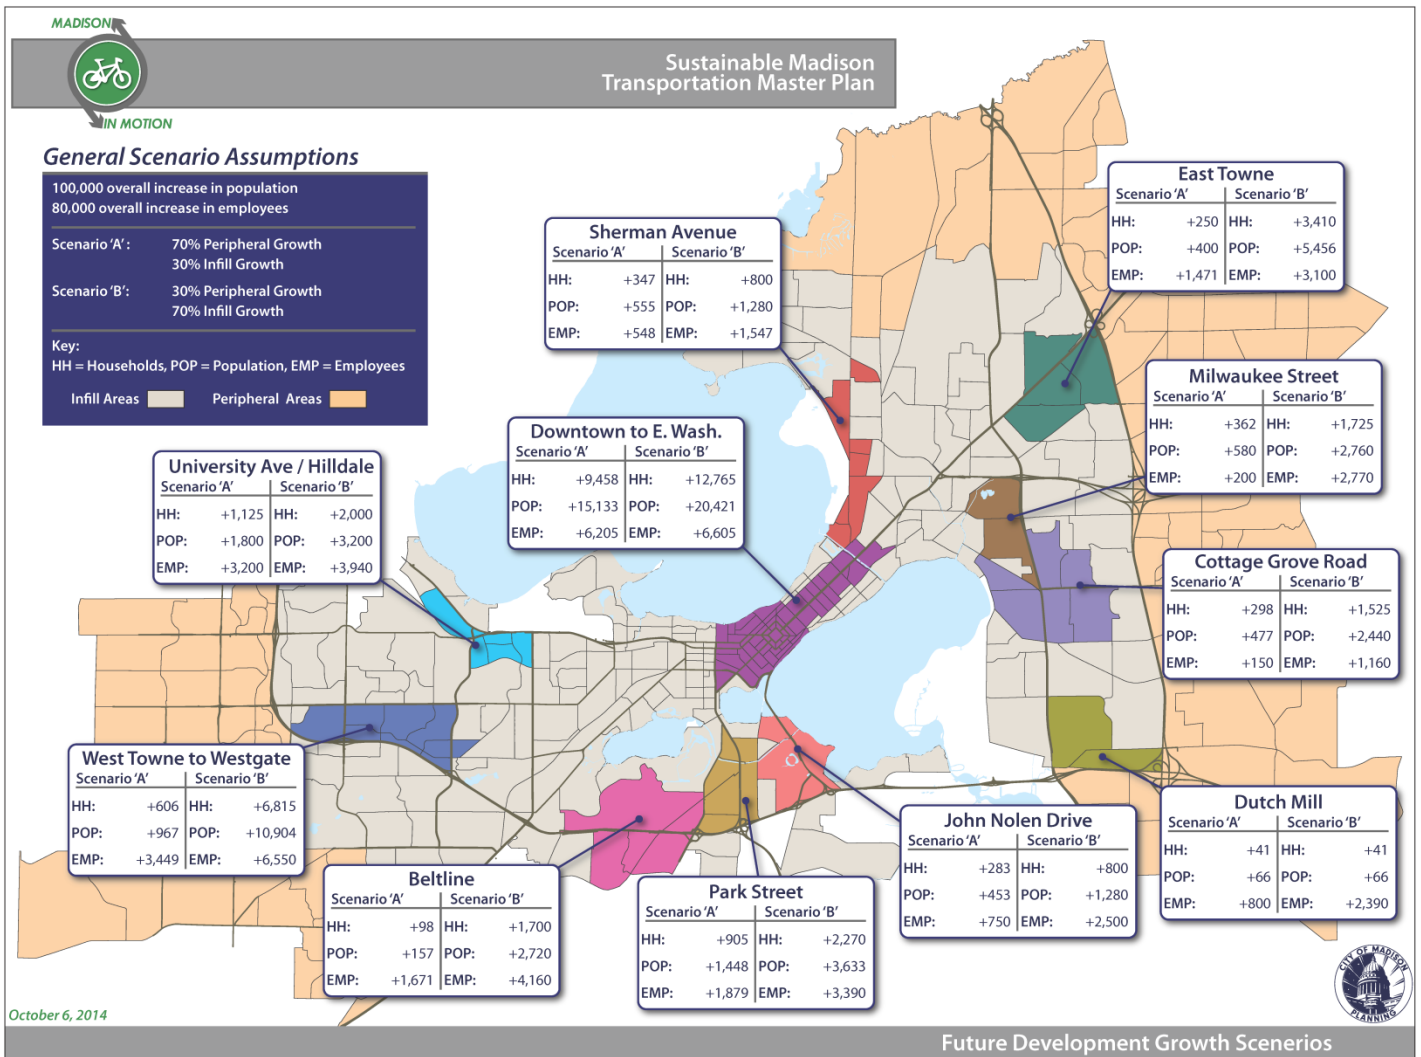 MADISON
IN MOTION
Sustainable Madison
Transportation Master Plan
General Scenario Assumptions
100,000 overall increase in population
80,000 overall increase in employees
Scenario 'A': 70% Peripheral Growth
30% Infill Growth
Scenario 'B': 30% Peripheral Growth
70% Infill Growth
Key:
HH = Households, POP = Population, EMP = Employees
Infill Areas Peripheral Areas
East Towne
Scenario 'A' Scenario 'B'
HH: +250 HH: +3,410
POP: +400 POP: +5,456
EMP: +1,471 EMP: +3,100
Sherman Avenue
Scenario 'A' Scenario 'B'
HH: +347 HH: +800
POP: +555 POP: +1,280
EMP: +548 EMP: +1,547
Milwaukee Street
Scenario 'A' Scenario 'B'
HH: +362 HH: +1,725
POP: +580 POP: +2,760
EMP: +200 EMP: +2,770
Downtown to E. Wash.
Scenario 'A' Scenario 'B'
HH: +9,458 HH: +12,765
POP: +15,133 POP: +20,421
EMP: +6,205 EMP: +6,605
University Ave / Hilldale
Scenario 'A' Scenario 'B'
HH: +1,125 HH: +2,000
POP: +1,800 POP: +3,200
EMP: +3,200 EMP: +3,940
Cottage Grove Road
Scenario 'A' Scenario 'B'
HH: +298 HH: +1,525
POP: +477 POP: +2,440
EMP: +150 EMP: +1,160
West Towne to Westgate
Scenario 'A' Scenario 'B'
HH: +606 HH: +6,815
POP: +967 POP: +10,904
EMP: +3,449 EMP: +6,550
Dutch Mill
Scenario 'A' Scenario 'B'
HH: +41 HH: +41
POP: +66 POP: +66
EMP: +800 EMP: +2,390
John Nolen Drive
Scenario 'A' Scenario 'B'
HH: +283 HH: +800
POP: +453 POP: +1,280
EMP: +750 EMP: +2,500
Beltline
Scenario 'A' Scenario 'B'
HH: +98 HH: +1,700
POP: +157 POP: +2,720
EMP: +1,671 EMP: +4,160
Park Street
Scenario 'A' Scenario 'B'
HH: +905 HH: +2,270
POP: +1,448 POP: +3,633
EMP: +1,879 EMP: +3,390
CITY OF MADISON
PLANNING
October 6, 2014
Future Development Growth Scenerios